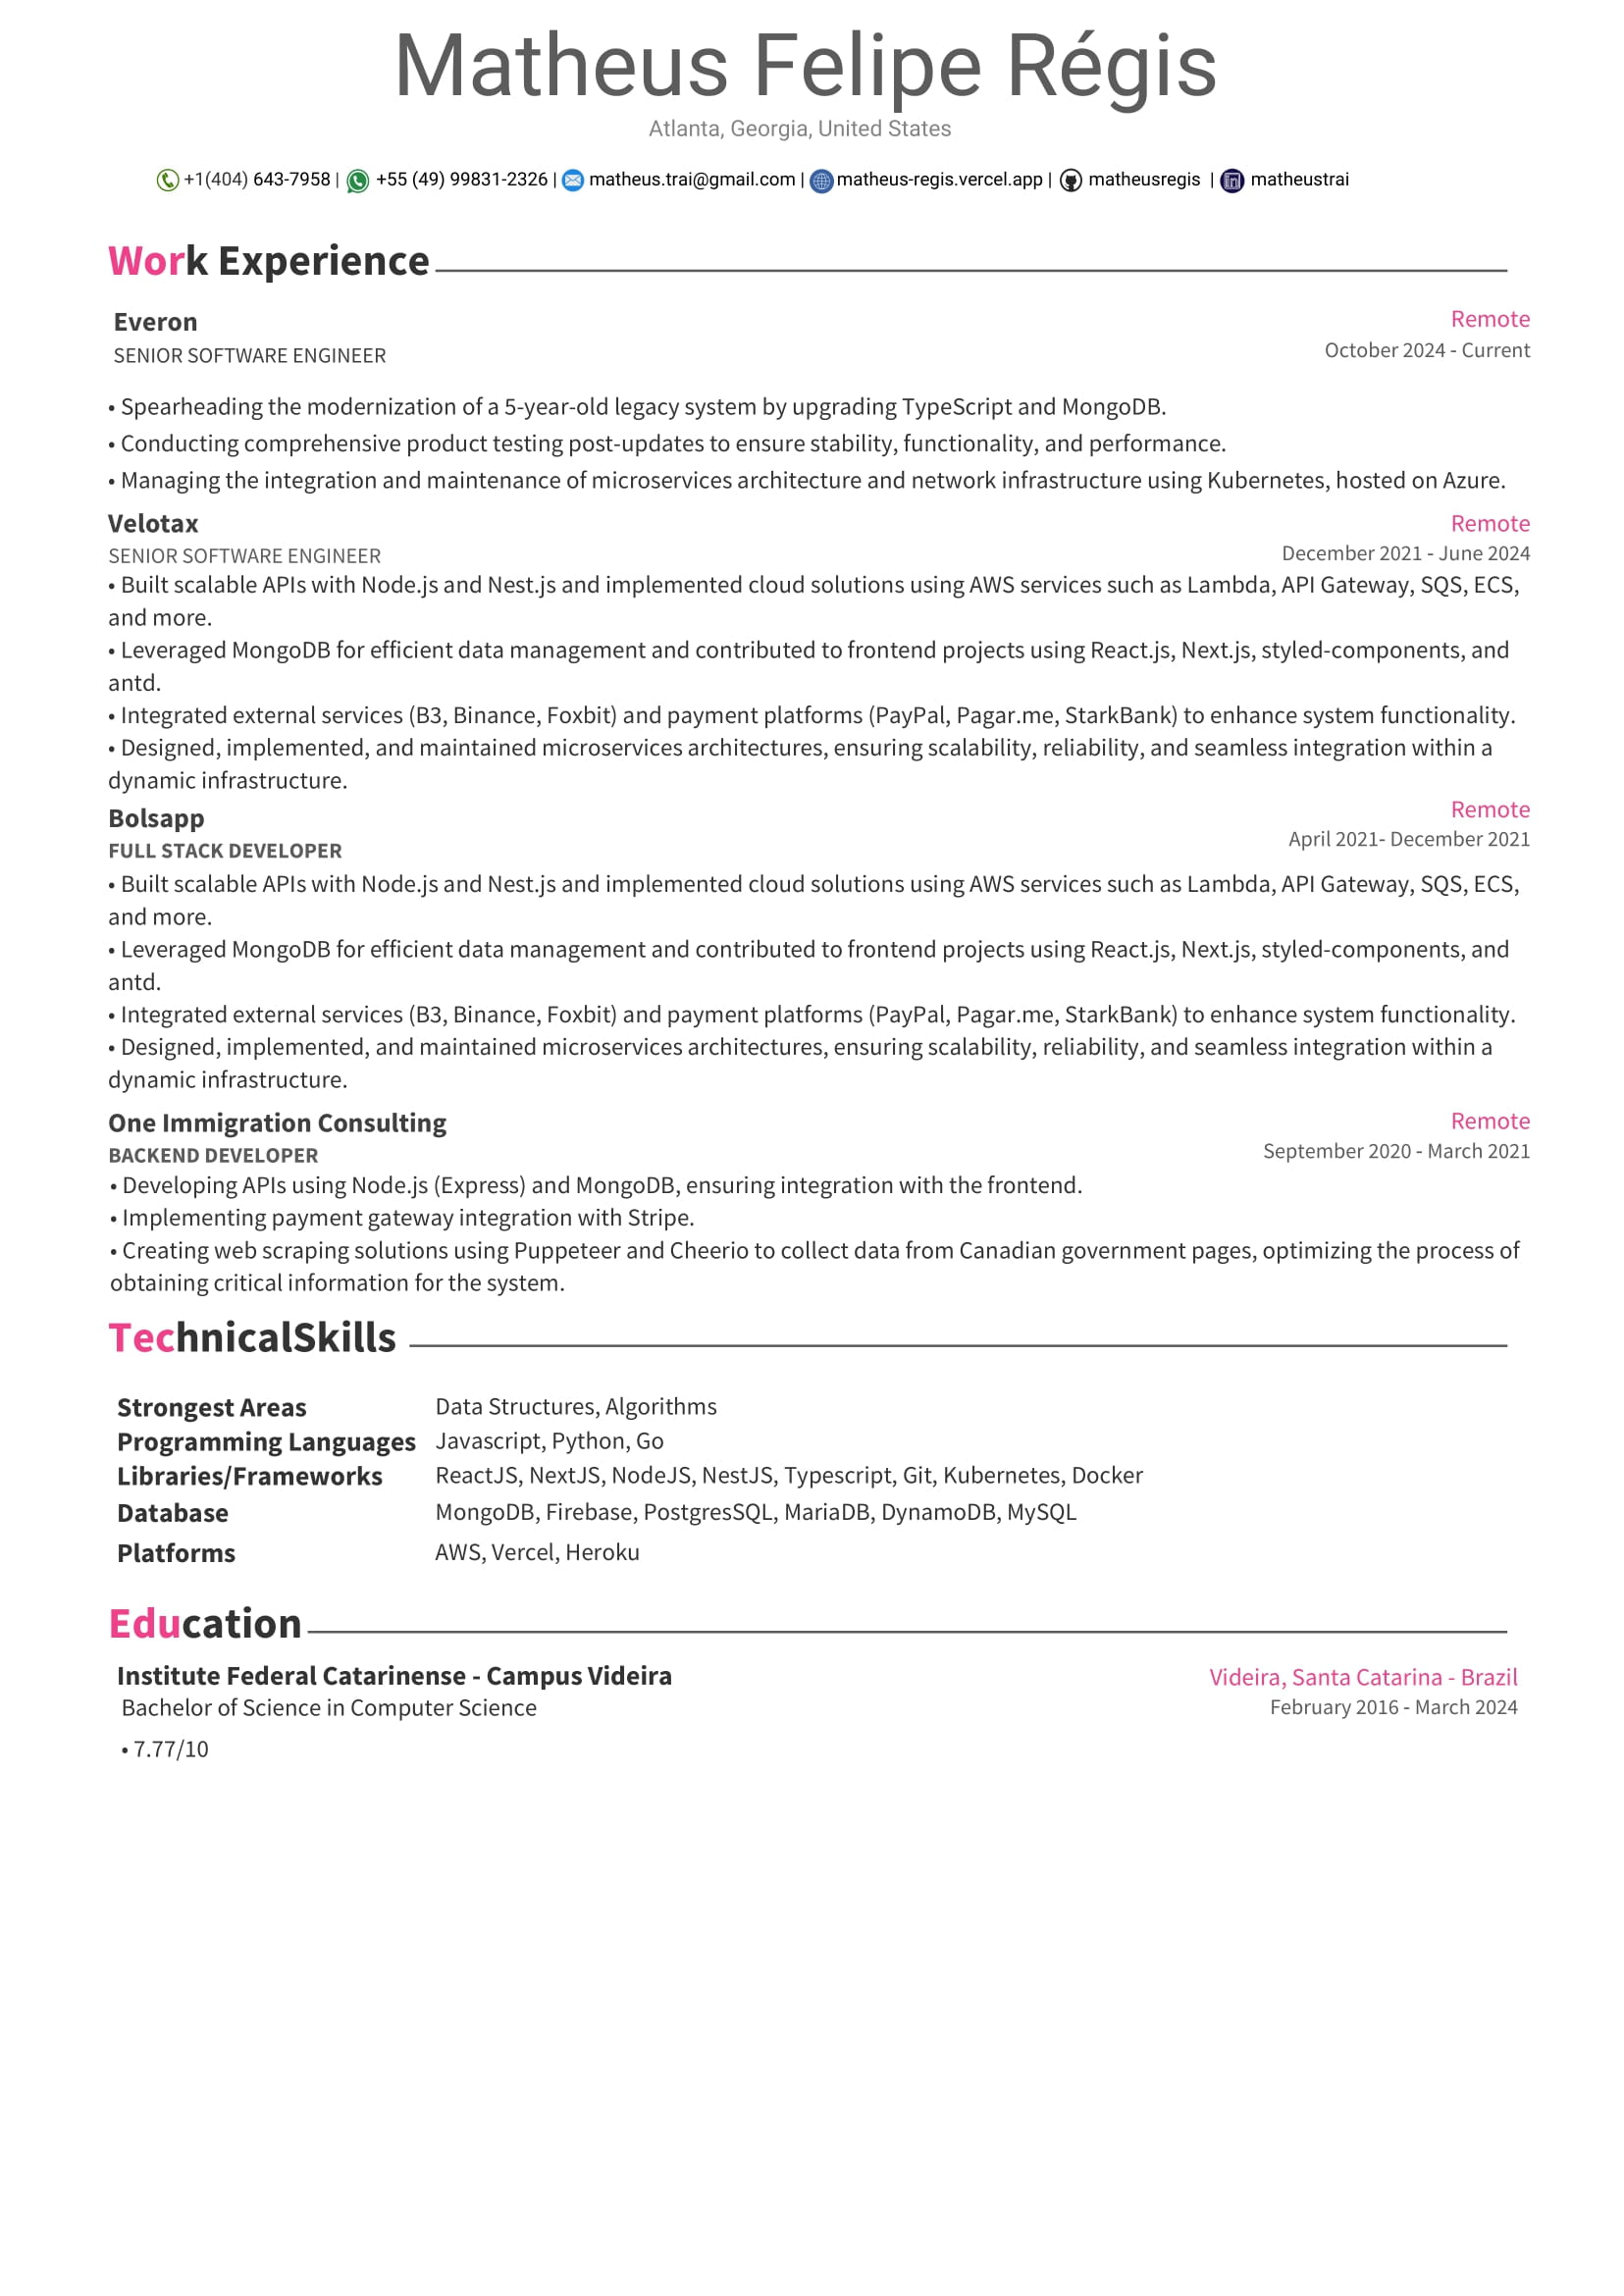 Matheus Felipe Régis
Atlanta, Georgia, United States
+1(404) 643-7958 | +55 (49) 99831-2326 | matheus.trai@gmail.com | matheus-regis.vercel.app | matheusregis | matheustrai
Work Experience
Everon Remote
SENIOR SOFTWARE ENGINEER October 2024 - Current
• Spearheading the modernization of a 5-year-old legacy system by upgrading TypeScript and MongoDB.
• Conducting comprehensive product testing post-updates to ensure stability, functionality, and performance.
• Managing the integration and maintenance of microservices architecture and network infrastructure using Kubernetes, hosted on Azure.
Velotax Remote
SENIOR SOFTWARE ENGINEER December 2021 - June 2024
• Built scalable APIs with Node.js and Nest.js and implemented cloud solutions using AWS services such as Lambda, API Gateway, SQS, ECS,
and more.
• Leveraged MongoDB for efficient data management and contributed to frontend projects using React.js, Next.js, styled-components, and
antd.
• Integrated external services (B3, Binance, Foxbit) and payment platforms (PayPal, Pagar.me, StarkBank) to enhance system functionality.
• Designed, implemented, and maintained microservices architectures, ensuring scalability, reliability, and seamless integration within a
dynamic infrastructure.
Bolsapp Remote
FULL STACK DEVELOPER April 2021- December 2021
• Built scalable APIs with Node.js and Nest.js and implemented cloud solutions using AWS services such as Lambda, API Gateway, SQS, ECS,
and more.
• Leveraged MongoDB for efficient data management and contributed to frontend projects using React.js, Next.js, styled-components, and
antd.
• Integrated external services (B3, Binance, Foxbit) and payment platforms (PayPal, Pagar.me, StarkBank) to enhance system functionality.
• Designed, implemented, and maintained microservices architectures, ensuring scalability, reliability, and seamless integration within a
dynamic infrastructure.
One Immigration Consulting Remote
BACKEND DEVELOPER September 2020 - March 2021
• Developing APIs using Node.js (Express) and MongoDB, ensuring integration with the frontend.
• Implementing payment gateway integration with Stripe.
• Creating web scraping solutions using Puppeteer and Cheerio to collect data from Canadian government pages, optimizing the process of
obtaining critical information for the system.
TechnicalSkills
Strongest Areas Data Structures, Algorithms
Programming Languages Javascript, Python, Go
Libraries/Frameworks ReactJS, NextJS, NodeJS, NestJS, Typescript, Git, Kubernetes, Docker
Database MongoDB, Firebase, PostgresSQL, MariaDB, DynamoDB, MySQL
Platforms AWS, Vercel, Heroku
Education
Institute Federal Catarinense - Campus Videira Videira, Santa Catarina - Brazil
Bachelor of Science in Computer Science February 2016 - March 2024
• 7.77/10